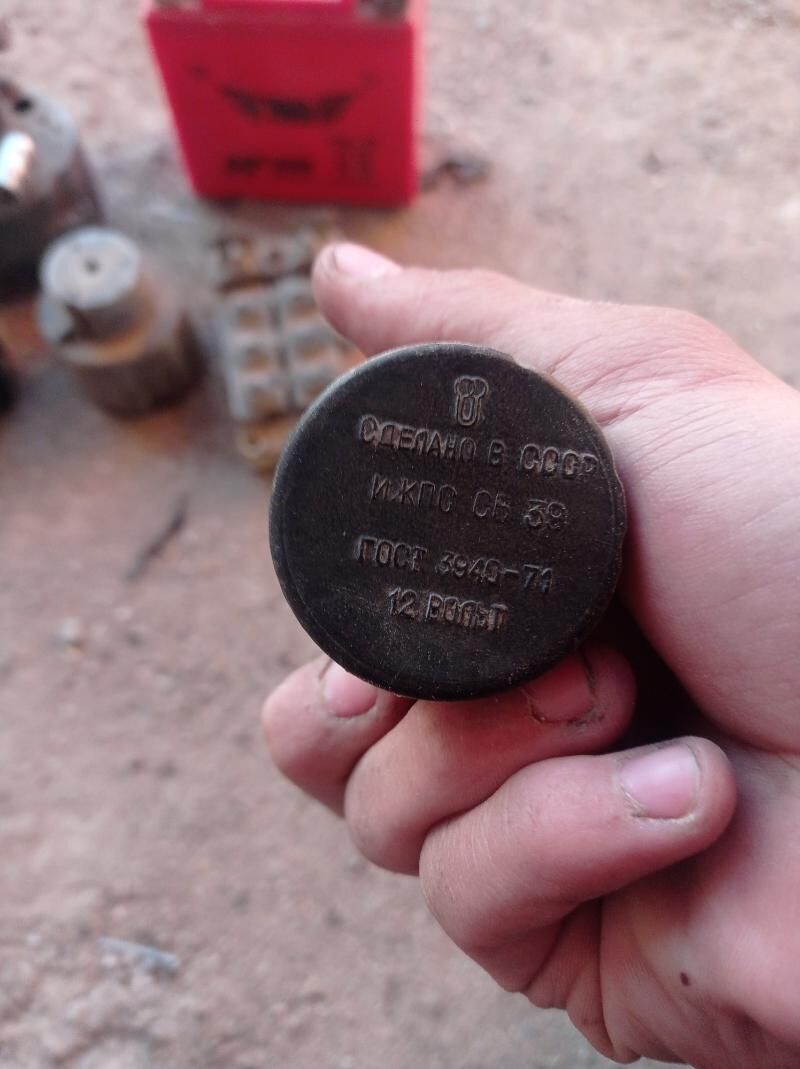 СДЕЛАНО В СССР
ИЖПС СБ 39
ГОСТ 3940-71
12 ВОЛЬТ